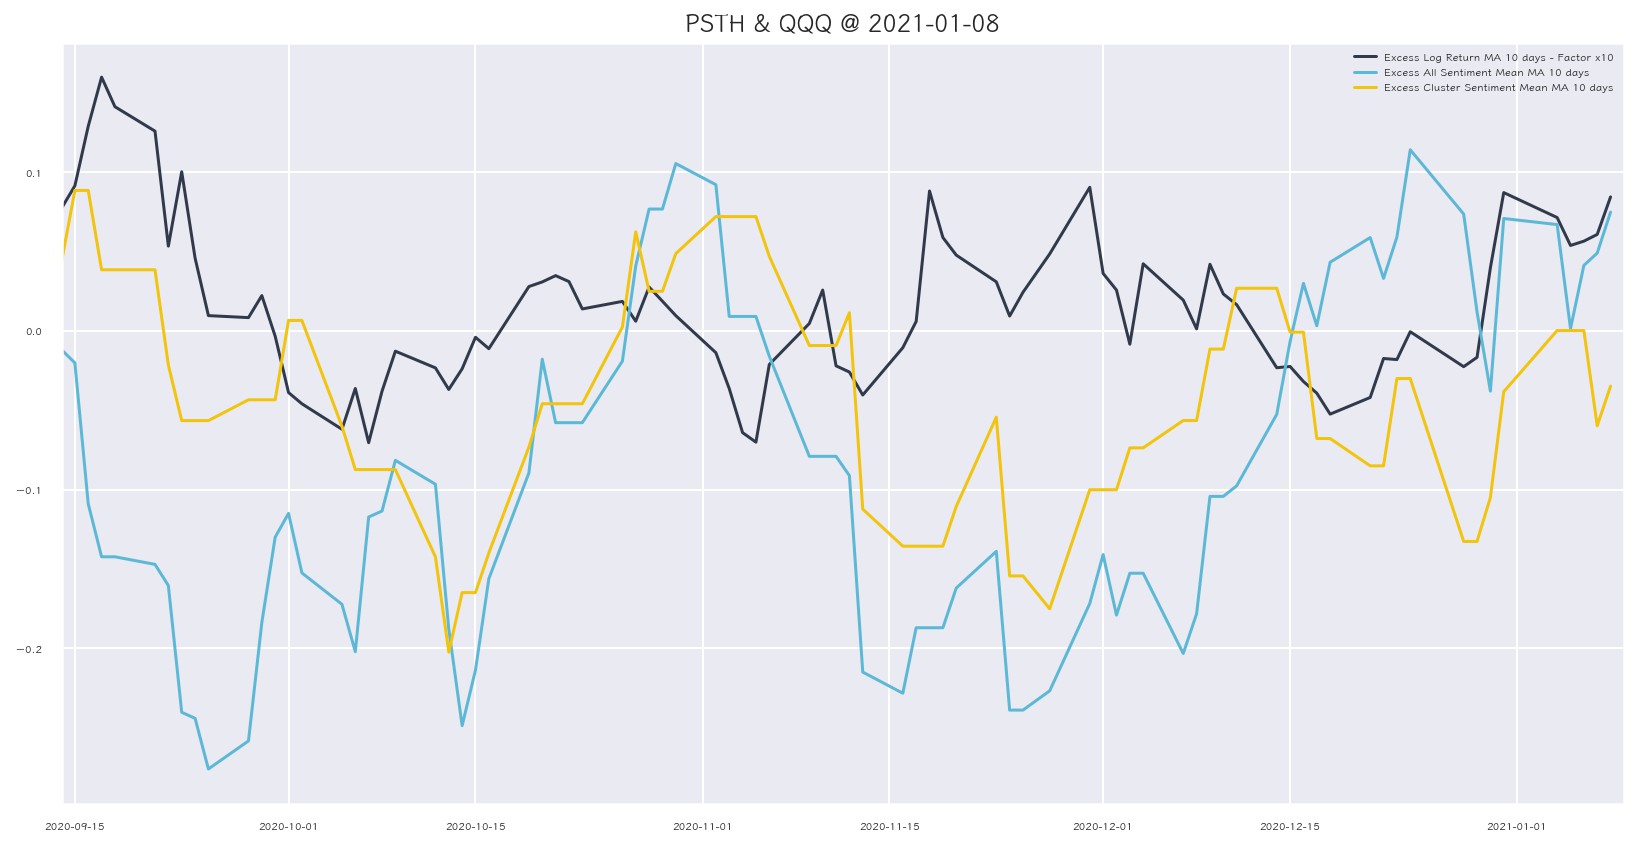 PSTH & QQQ @ 2021-01-08
Excess Log Return MA 10 days - Factor x10
Excess All Sentiment Mean MA 10 days
Excess Cluster Sentiment Mean MA 10 days
0.1
0.0
−0.1
−0.2
2020-09-15 2020-10-01 2020-10-15 2020-11-01 2020-11-15 2020-12-01 2020-12-15 2021-01-01